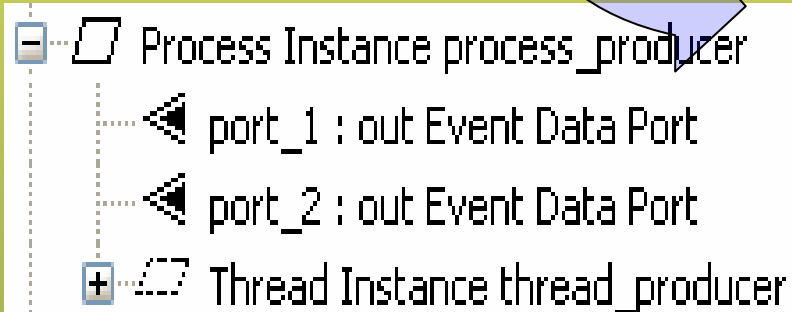 Process Instance process_producer
port_1 : out Event Data Port
port_2 : out Event Data Port
Thread Instance thread_producer